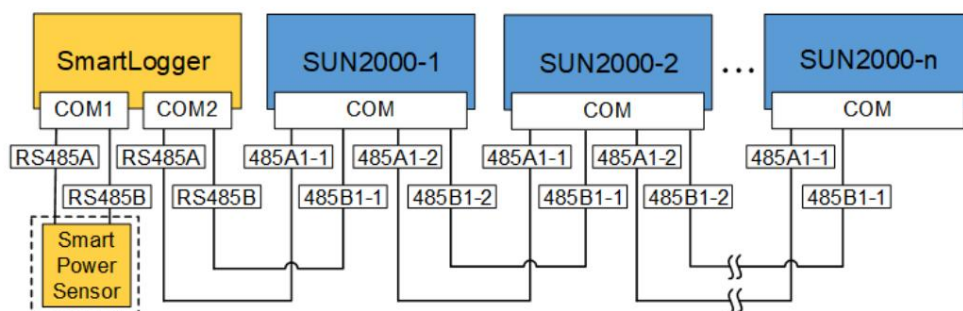 SmartLogger
SUN2000-1
SUN2000-2
...
SUN2000-n
COM1
COM2
COM
COM
COM
RS485A
RS485A
485A1-1
485A1-2
485A1-1
485A1-2
485A1-1
RS485B
RS485B
485B1-1
485B1-2
485B1-1
485B1-2
485B1-1
Smart
Power
Sensor